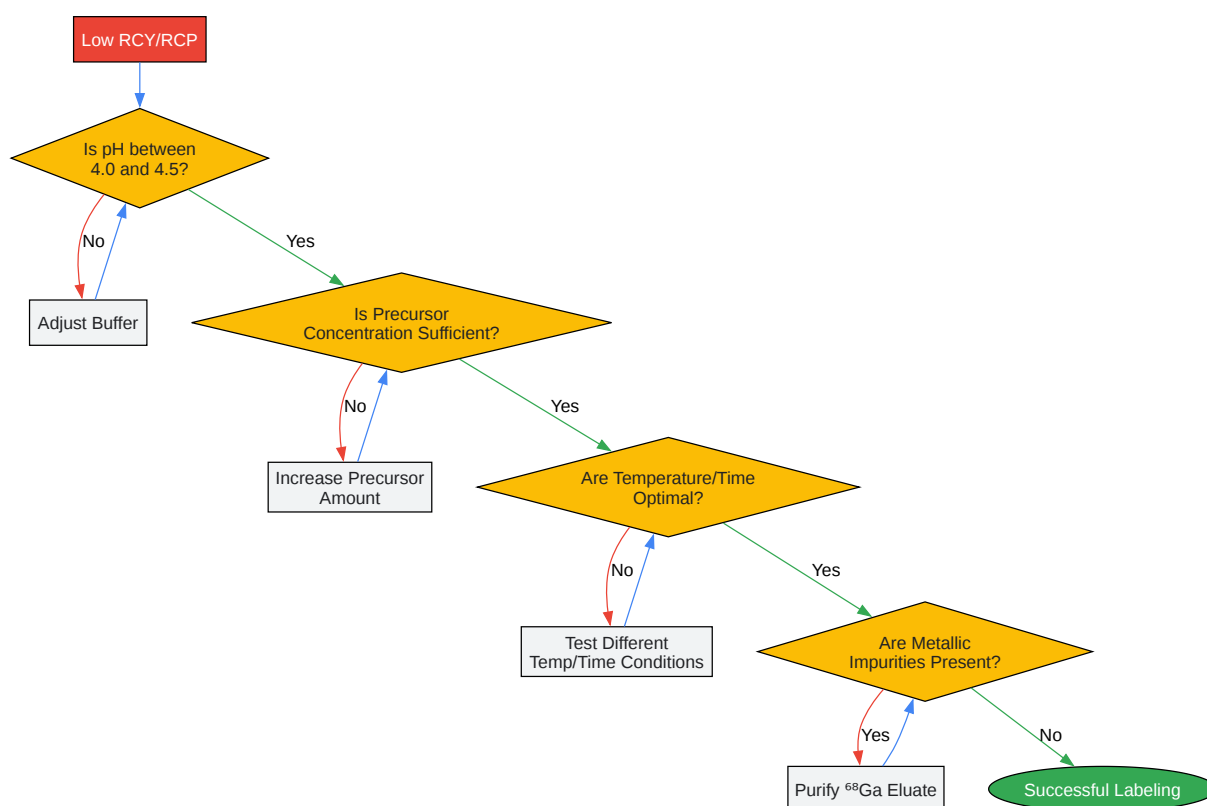 Low RCY/RCP
Is pH between
4.0 and 4.5?
No
Yes
Adjust Buffer
Is Precursor
Concentration Sufficient?
No
Yes
Increase Precursor
Amount
Are Temperature/Time
Optimal?
No
Yes
Test Different
Temp/Time Conditions
Are Metallic
Impurities Present?
Yes
No
Purify ⁶⁸Ga Eluate
Successful Labeling